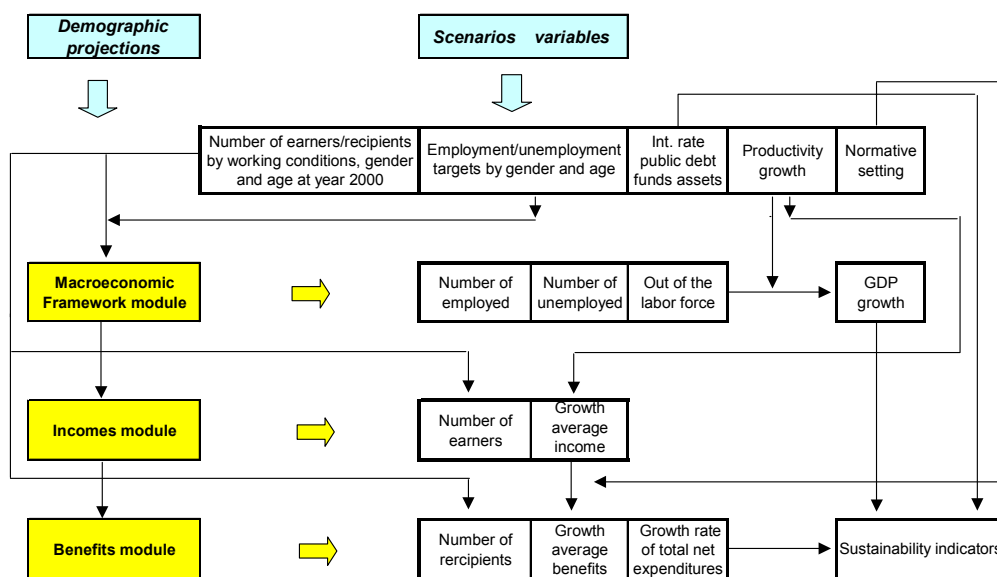 Demographic
projections
Scenarios variables
Number of earners/recipients
by working conditions, gender
and age at year 2000
Employment/unemployment
targets by gender and age
Int. rate
public debt
funds assets
Productivity
growth
Normative
setting
Macroeconomic
Framework module
Number of
employed
Number of
unemployed
Out of the
labor force
GDP
growth
Incomes module
Number of
earners
Growth
average
income
Benefits module
Number of
rercipients
Growth
average
benefits
Growth rate
of total net
expenditures
Sustainability indicators